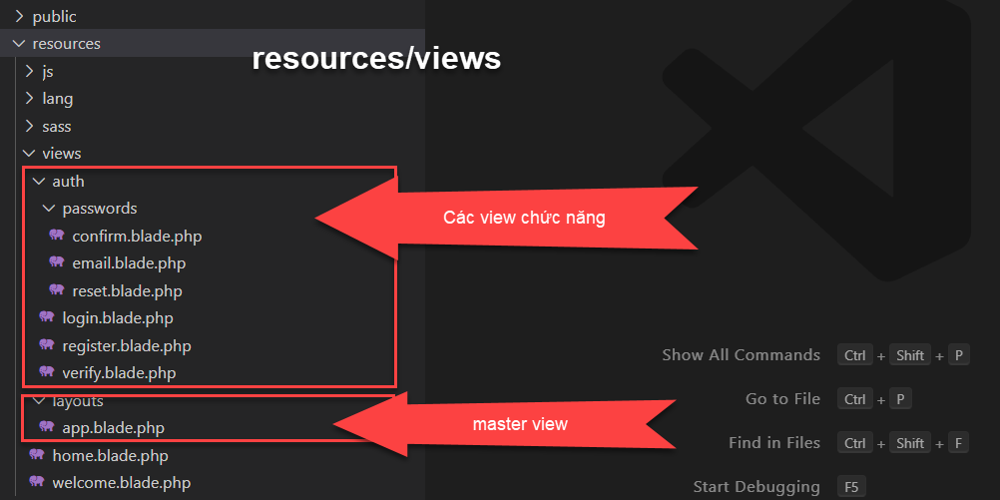 public
resources
resources/views
js
lang
sass
views
auth
passwords
Các view chức năng
confirm.blade.php
email.blade.php
reset.blade.php
login.blade.php
register.blade.php
Show All Commands Ctrl + Shift + P
verify.blade.php
Go to File Ctrl + P
layouts
app.blade.php
master view
Find in Files Ctrl + Shift + F
home.blade.php
welcome.blade.php
Start Debugging F5